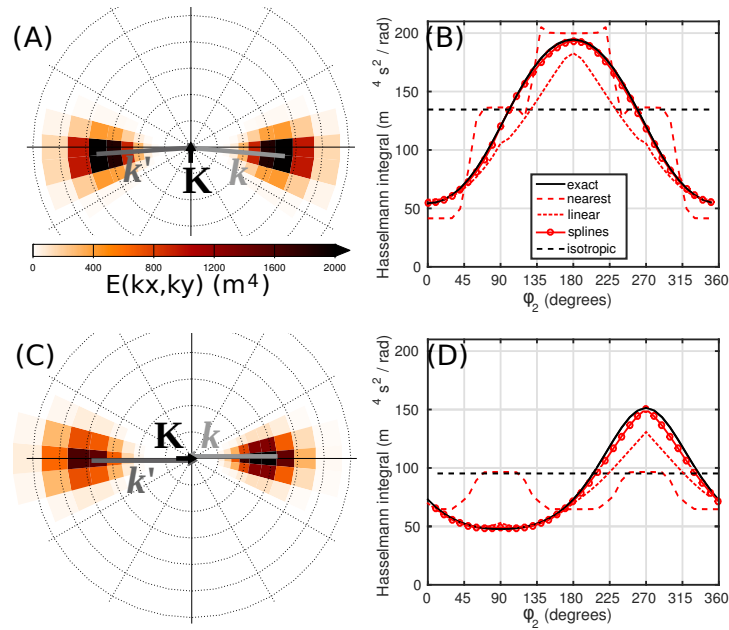 (A)
k'
K
k
0 400 800 1200 1600 2000
E(kx,ky) (m⁴)
(B)
Hasselmann integral (m⁴ s² / rad)
200
150
100
50
0
exact
nearest
linear
splines
isotropic
0 45 90 135 180 225 270 315 360
φ₂ (degrees)
(C)
K
k
k'
(D)
Hasselmann integral (m⁴ s² / rad)
200
150
100
50
0
0 45 90 135 180 225 270 315 360
φ₂ (degrees)